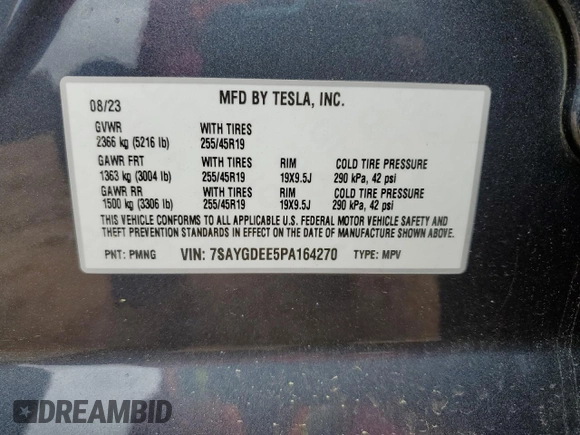 MFD BY TESLA, INC.
08/23
GVWR WITH TIRES
2366 kg (5216 lb) 255/45R19
GAWR FRT WITH TIRES RIM COLD TIRE PRESSURE
1363 kg (3004 lb) 255/45R19 19X9.5J 290 kPa, 42 psi
GAWR RR WITH TIRES RIM COLD TIRE PRESSURE
1500 kg (3306 lb) 255/45R19 19X9.5J 290 kPa, 42 psi
THIS VEHICLE CONFORMS TO ALL APPLICABLE U.S. FEDERAL MOTOR VEHICLE SAFETY AND
THEFT PREVENTION STANDARDS IN EFFECT ON THE DATE OF MANUFACTURE SHOWN ABOVE.
PNT: PMNG VIN: 7SAYGDEE5PA164270 TYPE: MPV
DREAMBID